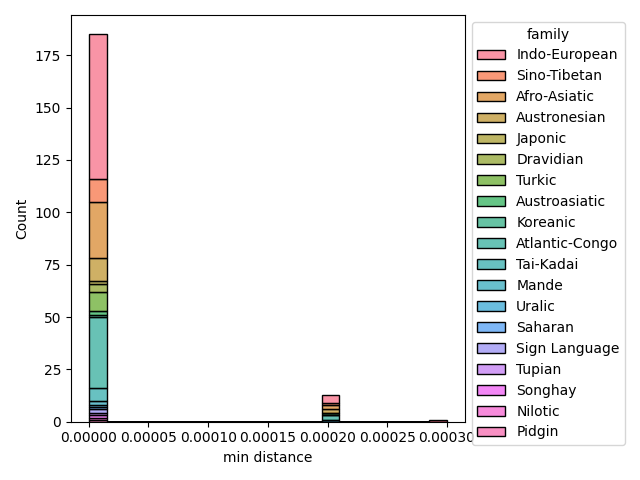 family
Indo-European
Sino-Tibetan
Afro-Asiatic
Austronesian
Japonic
Dravidian
Turkic
Austroasiatic
Koreanic
Atlantic-Congo
Tai-Kadai
Mande
Uralic
Saharan
Sign Language
Tupian
Songhay
Nilotic
Pidgin
Count
175
150
125
100
75
50
25
0
0.00000 0.00005 0.00010 0.00015 0.00020 0.00025 0.00030
min distance